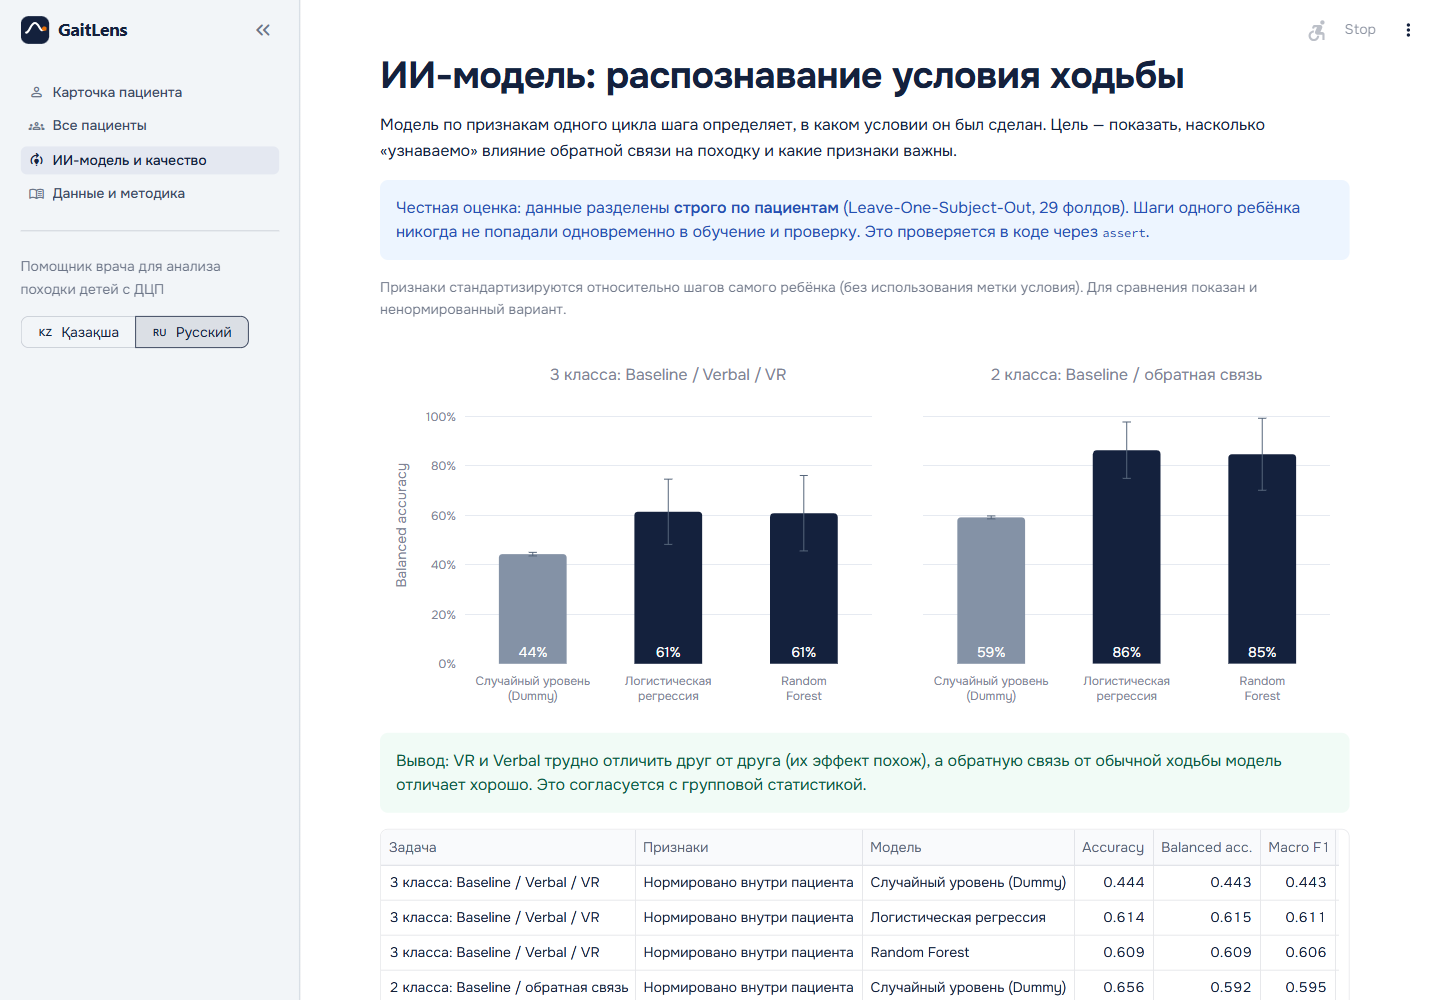 GaitLens
Stop
Карточка пациента
Все пациенты
ИИ-модель и качество
Данные и методика
Помощник врача для анализа
походки детей с ДЦП
KZ Қазақша
RU Русский
ИИ-модель: распознавание условия ходьбы
Модель по признакам одного цикла шага определяет, в каком условии он был сделан. Цель — показать, насколько
«узнаваемо» влияние обратной связи на походку и какие признаки важны.
Честная оценка: данные разделены строго по пациентам (Leave-One-Subject-Out, 29 фолдов). Шаги одного ребёнка
никогда не попадали одновременно в обучение и проверку. Это проверяется в коде через assert.
Признаки стандартизируются относительно шагов самого ребёнка (без использования метки условия). Для сравнения показан и
ненормированный вариант.
3 класса: Baseline / Verbal / VR
2 класса: Baseline / обратная связь
Balanced accuracy
100%
80%
60%
40%
20%
0%
44%
61%
61%
59%
86%
85%
Случайный уровень
(Dummy)
Логистическая
регрессия
Random
Forest
Случайный уровень
(Dummy)
Логистическая
регрессия
Random
Forest
Вывод: VR и Verbal трудно отличить друг от друга (их эффект похож), а обратную связь от обычной ходьбы модель
отличает хорошо. Это согласуется с групповой статистикой.
Задача Признаки Модель Accuracy Balanced acc. Macro F1
3 класса: Baseline / Verbal / VR Нормировано внутри пациента Случайный уровень (Dummy) 0.444 0.443 0.443
3 класса: Baseline / Verbal / VR Нормировано внутри пациента Логистическая регрессия 0.614 0.615 0.611
3 класса: Baseline / Verbal / VR Нормировано внутри пациента Random Forest 0.609 0.609 0.606
2 класса: Baseline / обратная связь Нормировано внутри пациента Случайный уровень (Dummy) 0.656 0.592 0.595